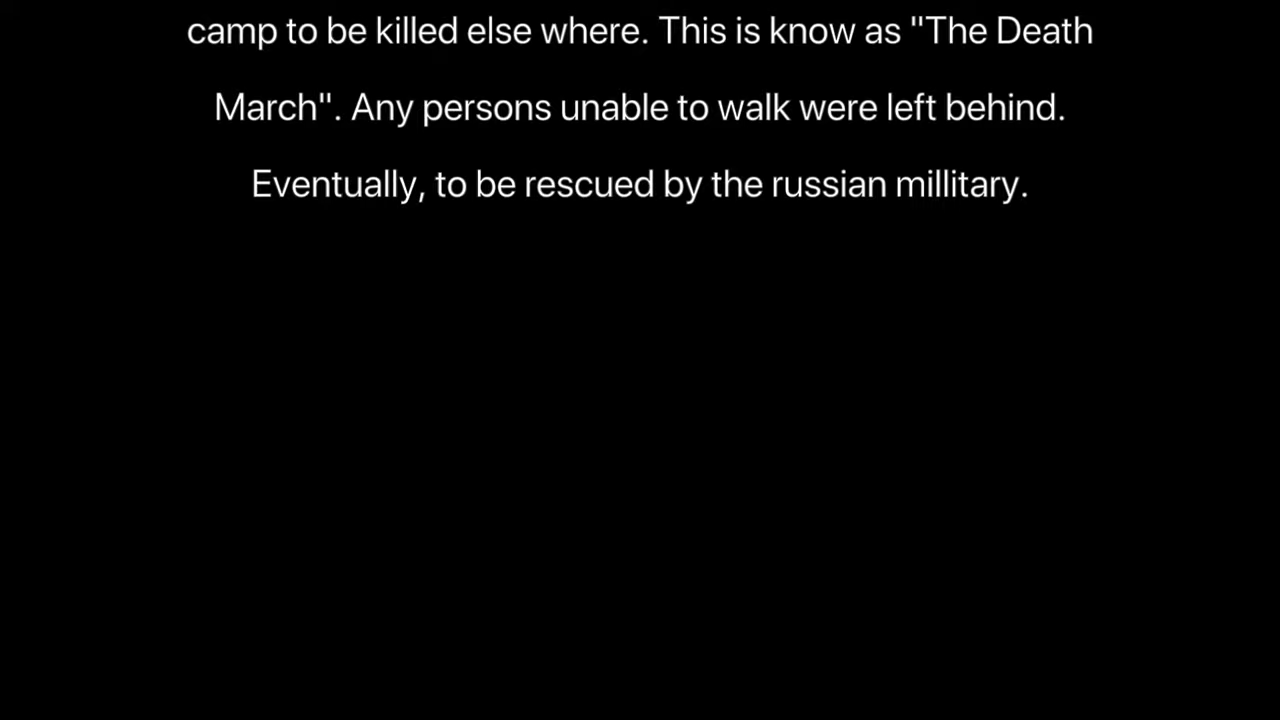 camp to be killed else where. This is know as "The Death
March". Any persons unable to walk were left behind.
Eventually, to be rescued by the russian millitary.